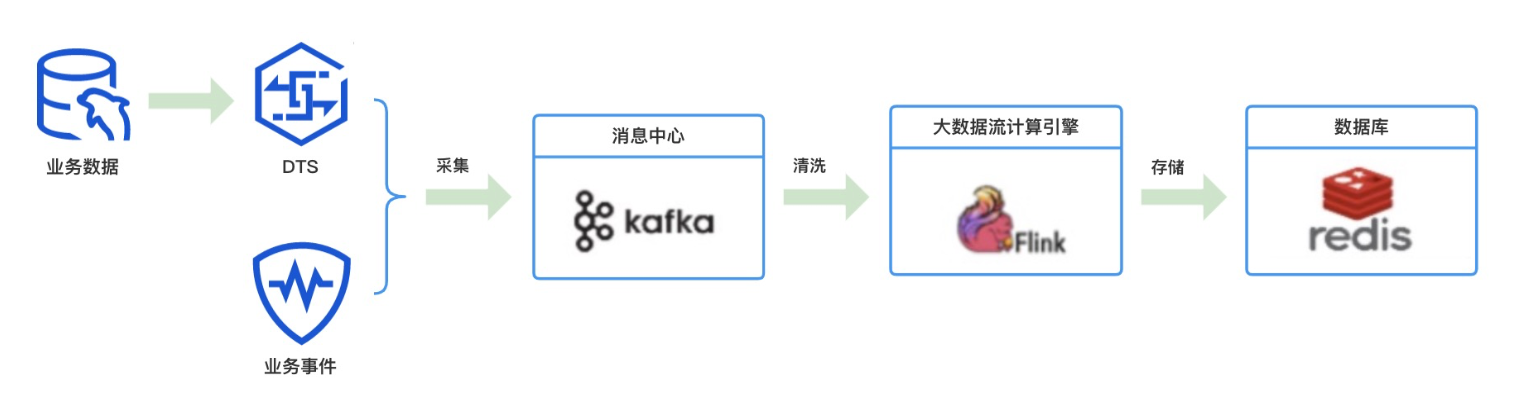 业务数据
DTS
业务事件
采集
消息中心
kafka
清洗
大数据流计算引擎
Flink
存储
数据库
redis